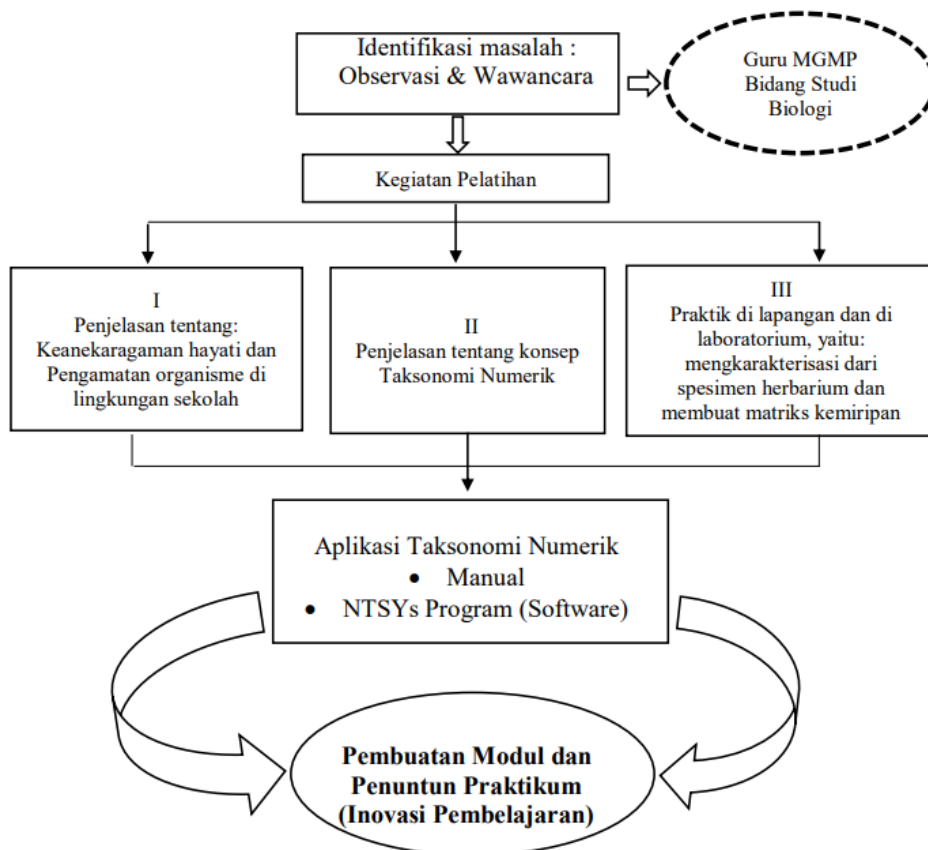 Identifikasi masalah :
Observasi & Wawancara
Guru MGMP
Bidang Studi
Biologi
Kegiatan Pelatihan
I
Penjelasan tentang:
Keanekaragaman hayati dan
Pengamatan organisme di
lingkungan sekolah
II
Penjelasan tentang konsep
Taksonomi Numerik
III
Praktik di lapangan dan di
laboratorium, yaitu:
mengkarakterisasi dari
spesimen herbarium dan
membuat matriks kemiripan
Aplikasi Taksonomi Numerik
• Manual
• NTSYs Program (Software)
Pembuatan Modul dan
Penuntun Praktikum
(Inovasi Pembelajaran)